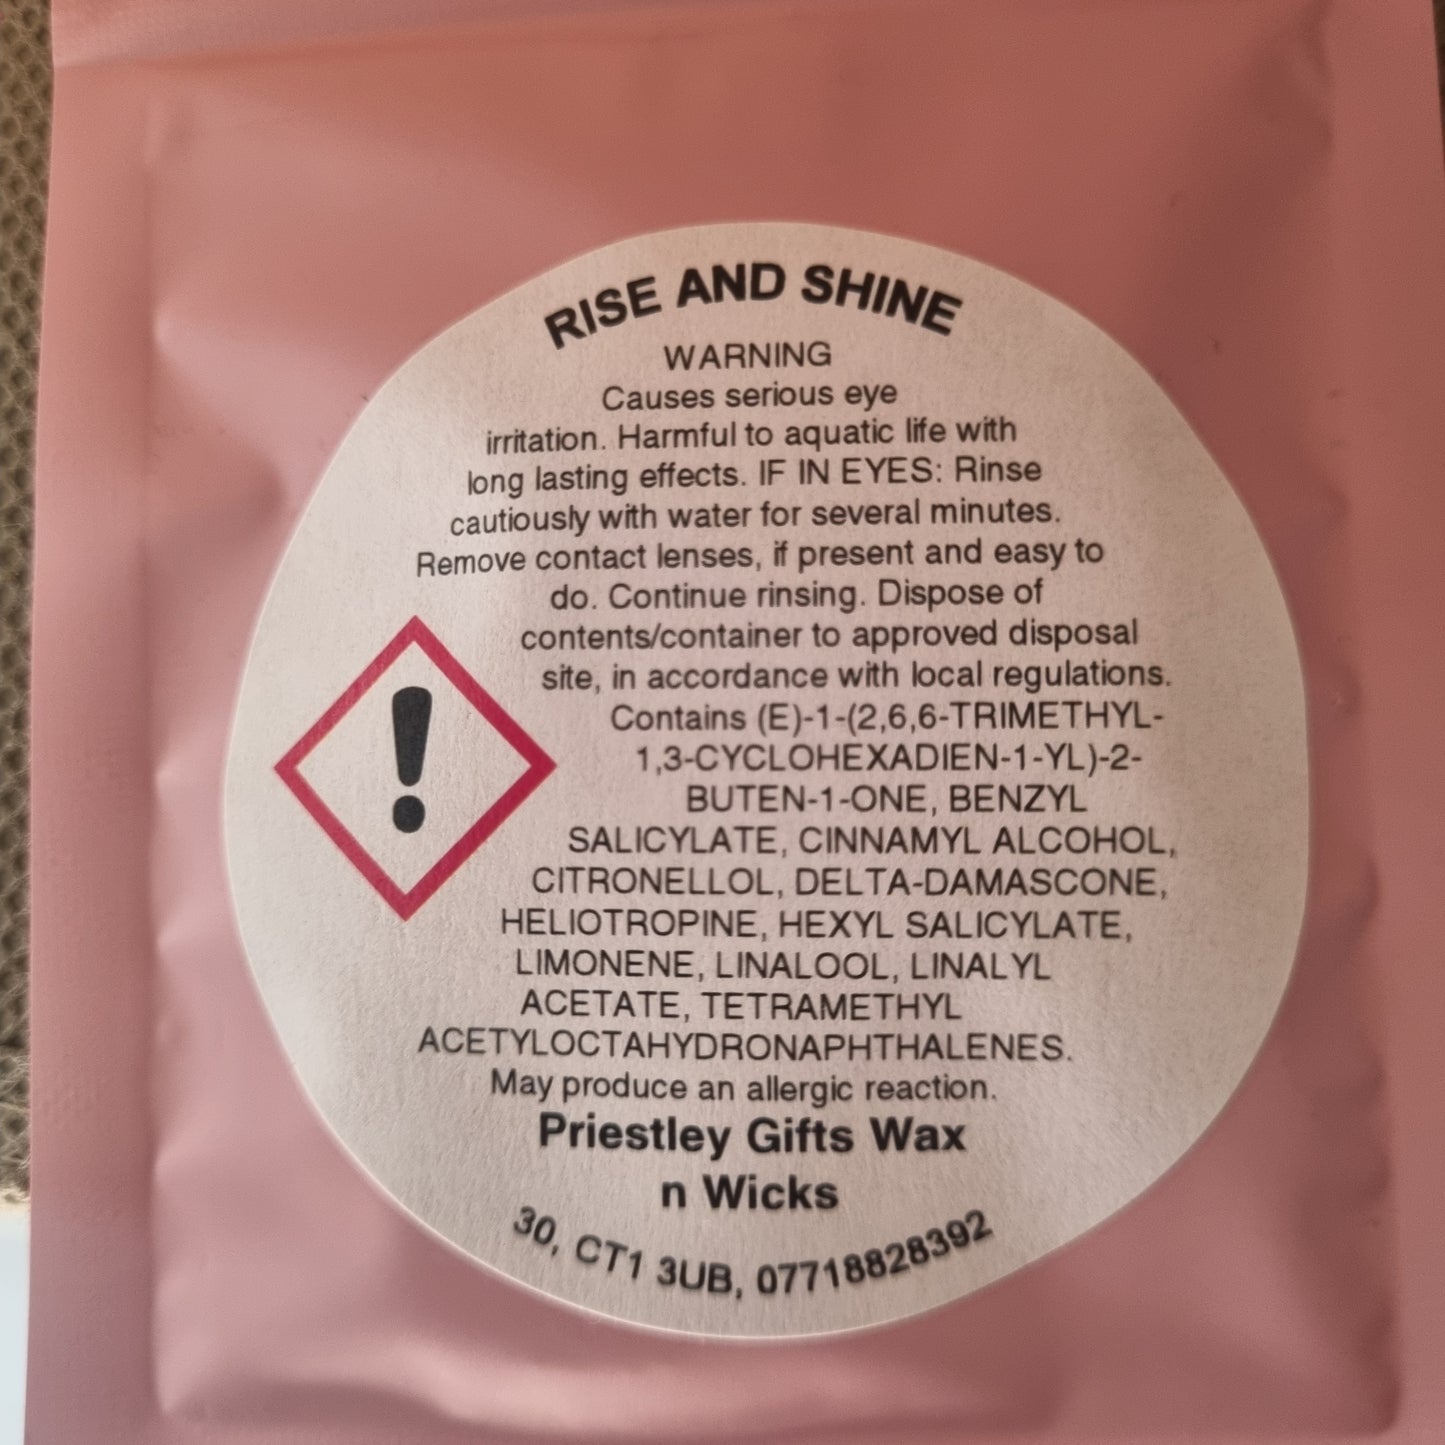 RISE AND SHINE
WARNING
Causes serious eye
irritation. Harmful to aquatic life with
long lasting effects. IF IN EYES: Rinse
cautiously with water for several minutes.
Remove contact lenses, if present and easy to
do. Continue rinsing. Dispose of
contents/container to approved disposal
site, in accordance with local regulations.
Contains (E)-1-(2,6,6-TRIMETHYL-
1,3-CYCLOHEXADIEN-1-YL)-2-
BUTEN-1-ONE, BENZYL
SALICYLATE, CINNAMYL ALCOHOL,
CITRONELLOL, DELTA-DAMASCONE,
HELIOTROPINE, HEXYL SALICYLATE,
LIMONENE, LINALOOL, LINALYL
ACETATE, TETRAMETHYL
ACETYLOCTAHYDRONAPHTHALENES.
May produce an allergic reaction.
Priestley Gifts Wax
n Wicks
30, CT1 3UB, 07718828392